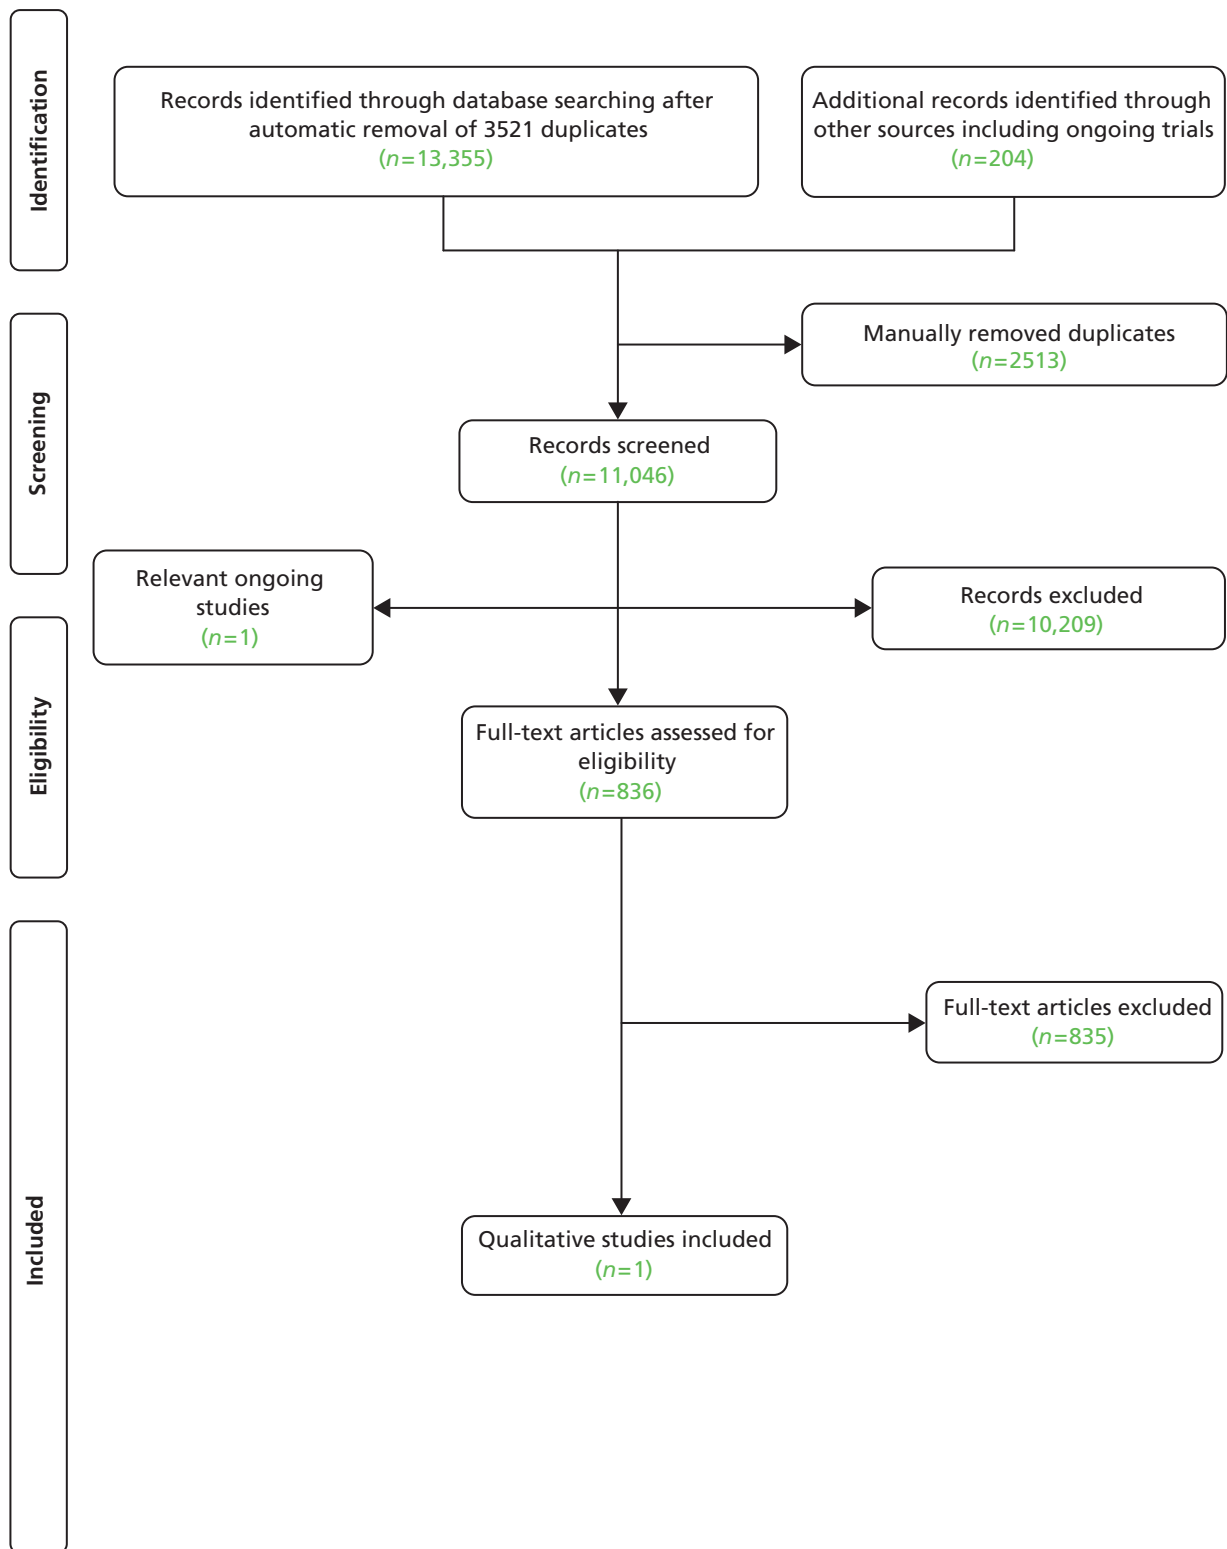 Identification
Records identified through database searching after
automatic removal of 3521 duplicates
(n=13,355)
Additional records identified through
other sources including ongoing trials
(n=204)
Screening
Manually removed duplicates
(n=2513)
Records screened
(n=11,046)
Relevant ongoing
studies
(n=1)
Records excluded
(n=10,209)
Eligibility
Full-text articles assessed for
eligibility
(n=836)
Full-text articles excluded
(n=835)
Included
Qualitative studies included
(n=1)